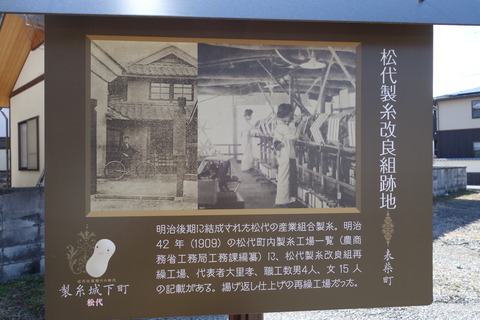 松代製糸改良組跡地
表柴町
明治後期に結成された松代の産業組合製糸。明治
42年（1909）の松代町内製糸工場一覧（農商
務省工務局工務課編纂）に、松代製糸改良組再
繰工場、代表者大里孝、職工数男4人、女15人
の記載がある。揚げ返し仕上げの再繰工場だった。
製糸城下町
松代